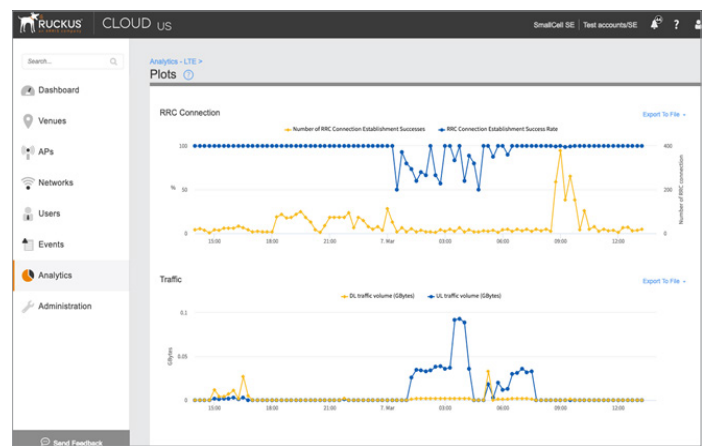 RUCKUS CLOUD US
SmallCell SE | Test accounts/SE ?
Search...
Dashboard
Venues
APs
Networks
Users
Events
Analytics
Administration
Send Feedback
Analytics - LTE >
Plots ?
RRC Connection
Export To File
Number of RRC Connection Establishment Successes RRC Connection Establishment Success Rate
100 400
% 50 200 Number of RRC connection
0 0
15:00 18:00 21:00 7. Mar 03:00 06:00 09:00 12:00
Traffic
Export To File
DL traffic volume (GBytes) UL traffic volume (GBytes)
0.1
GBytes 0.05
0
15:00 18:00 21:00 7. Mar 03:00 06:00 09:00 12:00